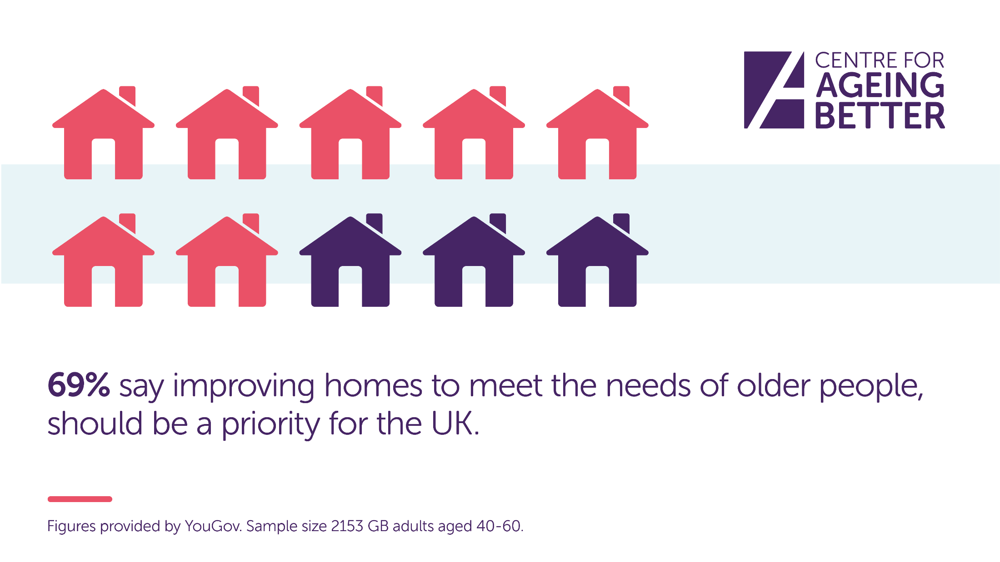 CENTRE FOR
AGEING
BETTER
69% say improving homes to meet the needs of older people,
should be a priority for the UK.
Figures provided by YouGov. Sample size 2153 GB adults aged 40-60.